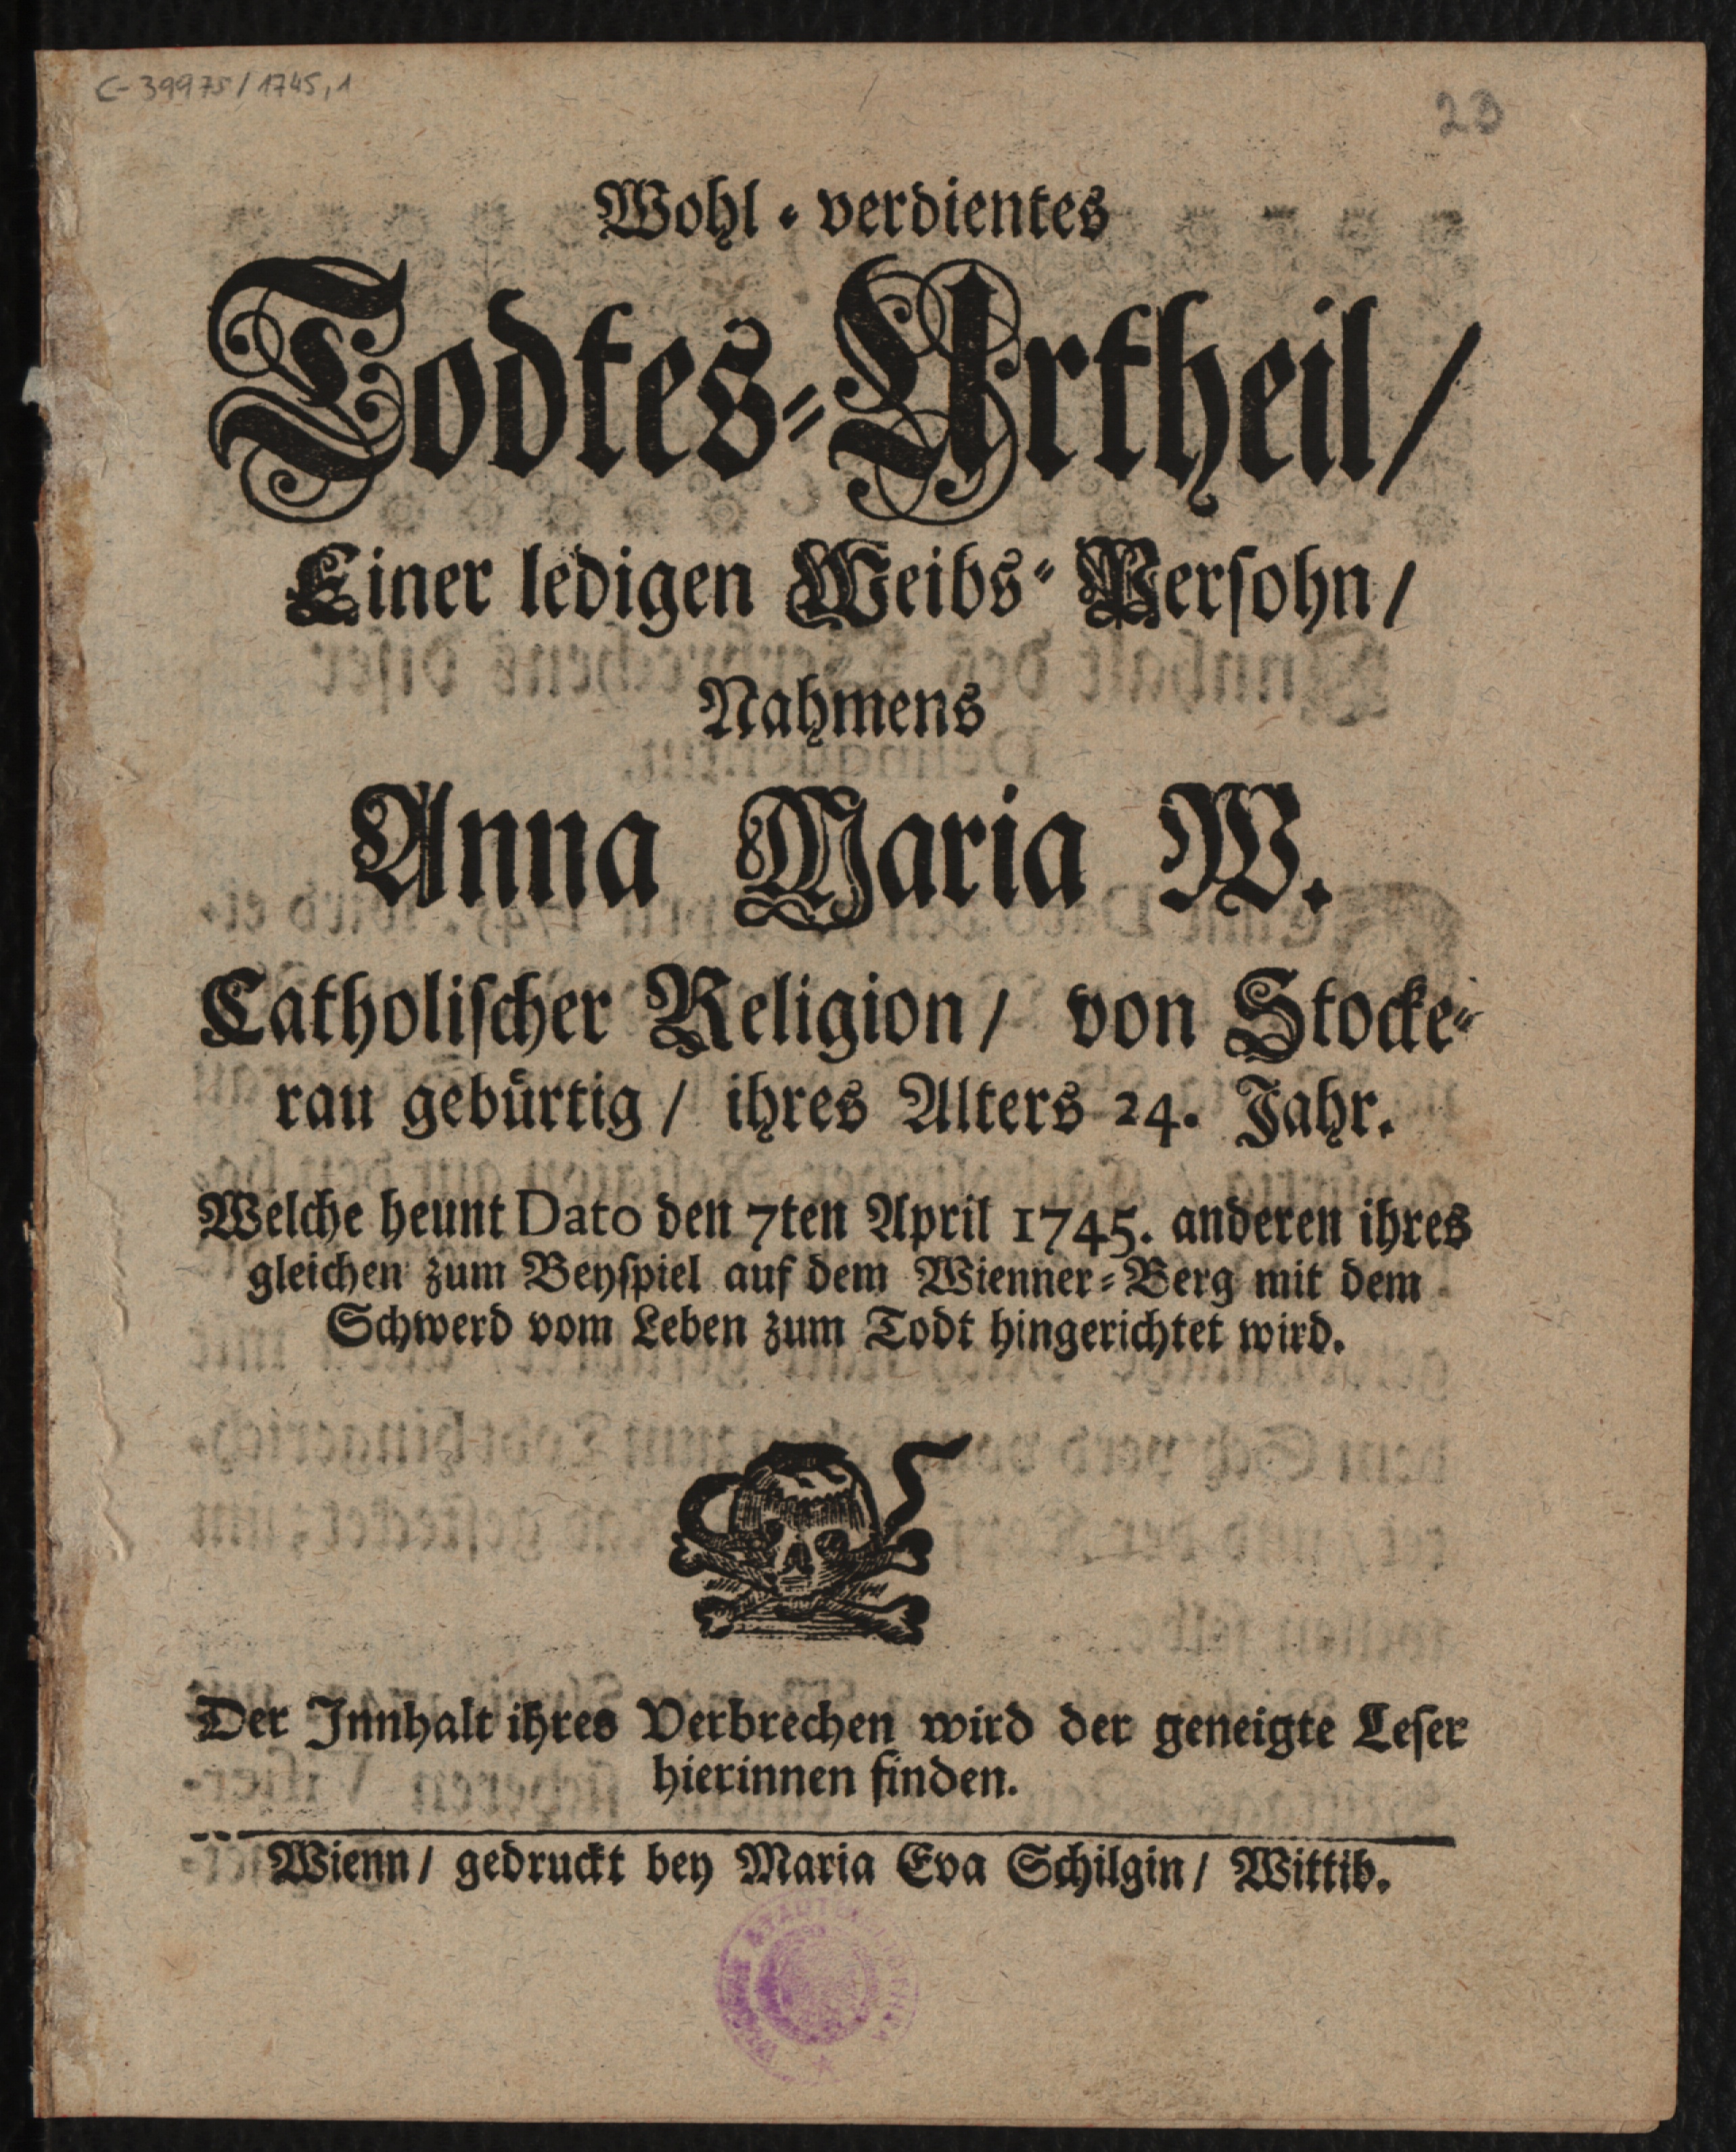 C-39975/1745,1
Wohl-verdientes
Todtes-Urtheil/
Einer ledigen Weibs-Persohn/
Nahmens
Anna Maria W.
Catholischer Religion/ von Stocke-
rau gebürtig/ ihres Alters 24. Jahr.
Welche heunt Dato den 7ten April 1745. anderen ihres
gleichen zum Beyspiel auf dem Wienner-Berg mit dem
Schwerd vom Leben zum Todt hingerichtet wird.
Der Innhalt ihres Verbrechen wird der geneigte Leser
hierinnen finden.
Wienn/ gedruckt bey Maria Eva Schilgin/ Wittib.